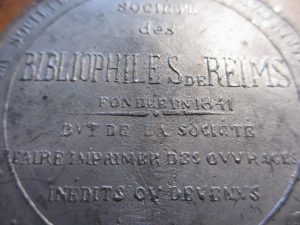 SOCIÉTÉ
des
BIBLIOPHILES DE REIMS
FONDÉE EN 1841
BUT DE LA SOCIÉTÉ
FAIRE IMPRIMER DES OUVRAGES
INÉDITS OU DEVENUS